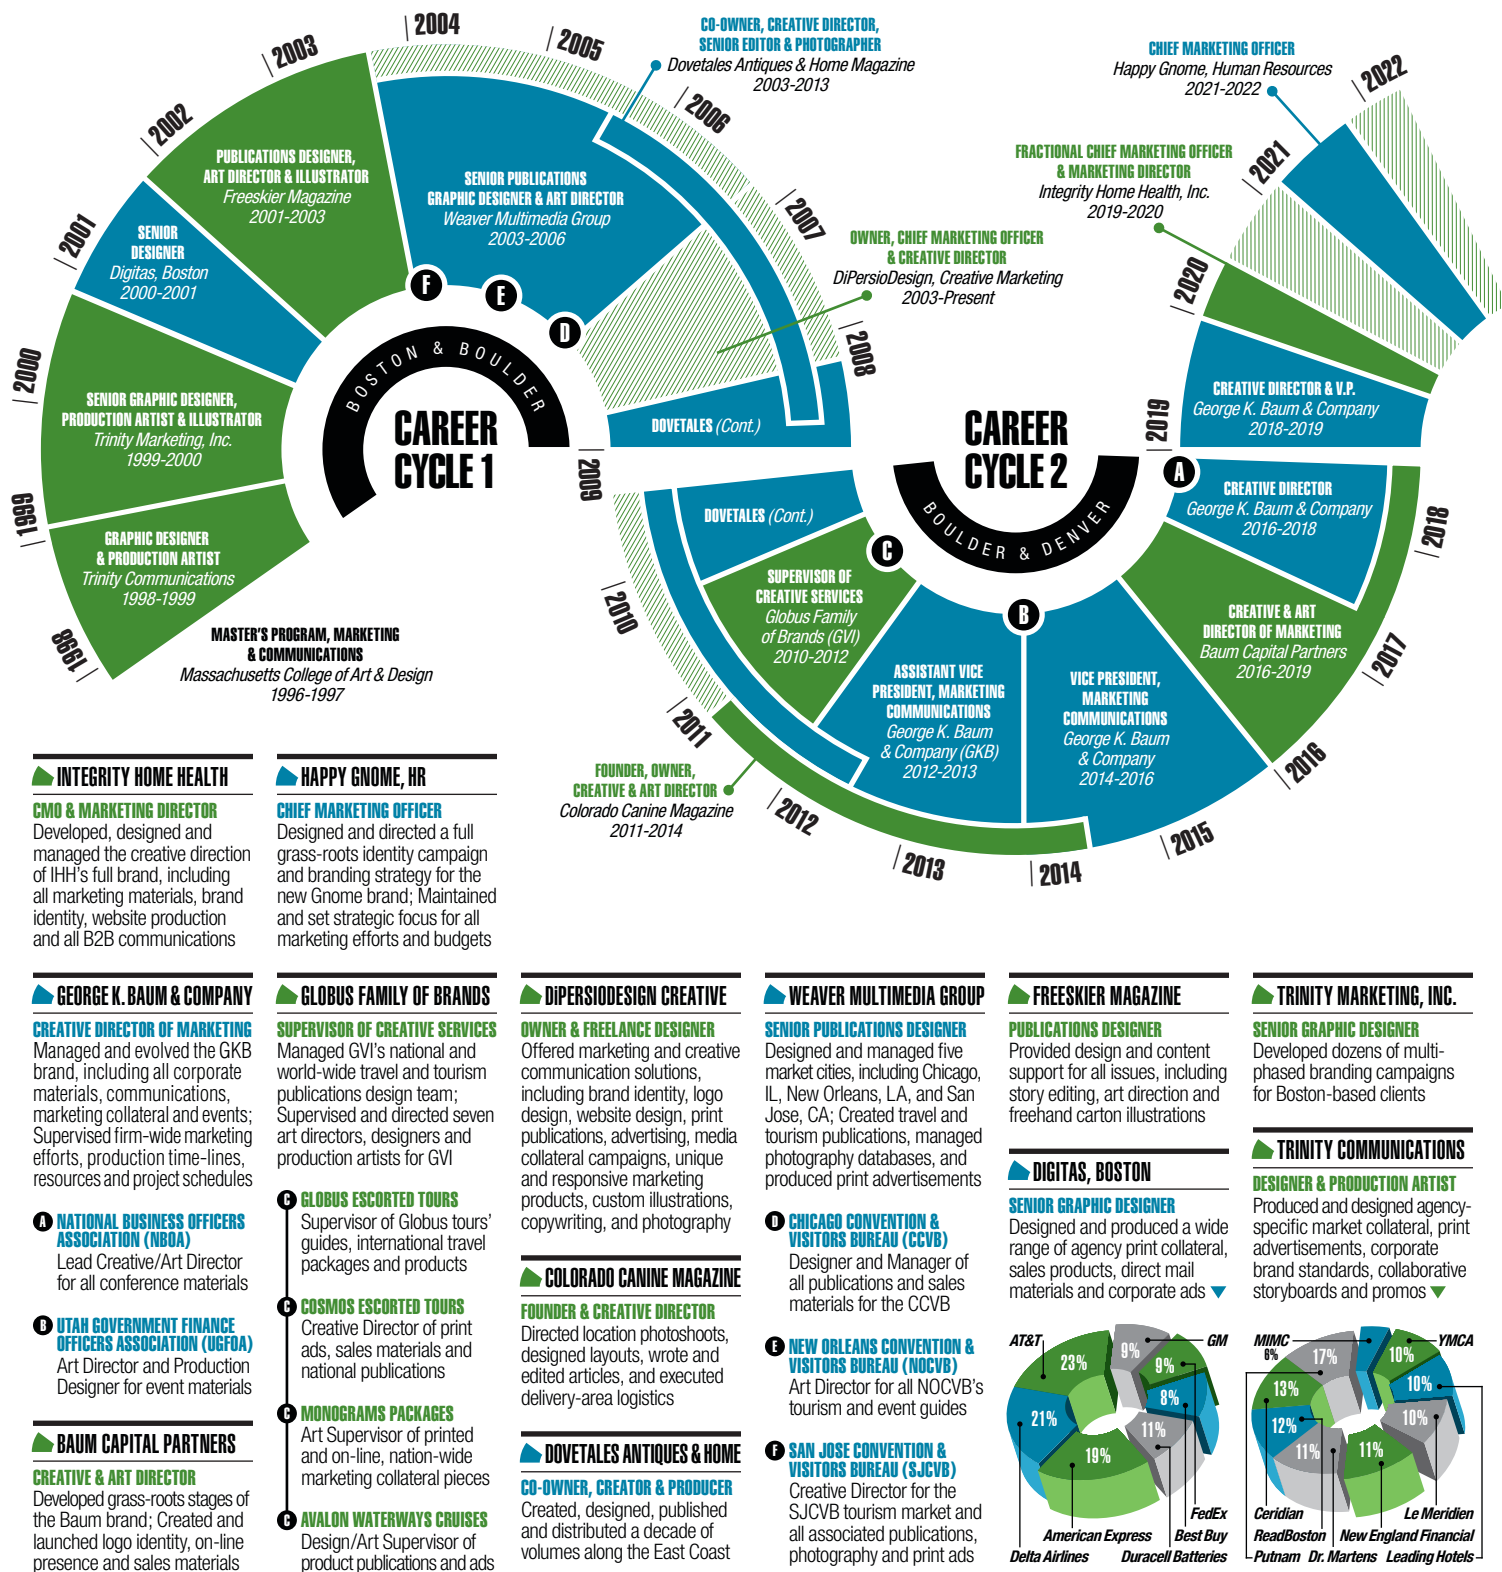 1998
1999
2000
2001
2002
2003
2004
2005
2006
2007
2008
2009
2010
2011
2012
2013
2014
2015
2016
2017
2018
2019
2020
2021
2022
GRAPHIC DESIGNER
& PRODUCTION ARTIST
Trinity Communications
1998-1999
SENIOR GRAPHIC DESIGNER,
PRODUCTION ARTIST & ILLUSTRATOR
Trinity Marketing, Inc.
1999-2000
SENIOR
DESIGNER
Digitas, Boston
2000-2001
PUBLICATIONS DESIGNER,
ART DIRECTOR & ILLUSTRATOR
Freeskier Magazine
2001-2003
SENIOR PUBLICATIONS
GRAPHIC DESIGNER & ART DIRECTOR
Weaver Multimedia Group
2003-2006
F
E
D
BOSTON & BOULDER
CAREER
CYCLE 1
MASTER'S PROGRAM, MARKETING
& COMMUNICATIONS
Massachusetts College of Art & Design
1996-1997
CO-OWNER, CREATIVE DIRECTOR,
SENIOR EDITOR & PHOTOGRAPHER
Dovetales Antiques & Home Magazine
2003-2013
OWNER, CHIEF MARKETING OFFICER
& CREATIVE DIRECTOR
DiPersioDesign, Creative Marketing
2003-Present
DOVETALES (Cont.)
DOVETALES (Cont.)
SUPERVISOR OF
CREATIVE SERVICES
Globus Family
of Brands (GVI)
2010-2012
C
FOUNDER, OWNER,
CREATIVE & ART DIRECTOR
Colorado Canine Magazine
2011-2014
ASSISTANT VICE
PRESIDENT, MARKETING
COMMUNICATIONS
George K. Baum
& Company (GKB)
2012-2013
B
VICE PRESIDENT,
MARKETING
COMMUNICATIONS
George K. Baum
& Company
2014-2016
CREATIVE & ART
DIRECTOR OF MARKETING
Baum Capital Partners
2016-2019
A
CREATIVE DIRECTOR
George K. Baum & Company
2016-2018
CREATIVE DIRECTOR & V.P.
George K. Baum & Company
2018-2019
CAREER
CYCLE 2
BOULDER & DENVER
FRACTIONAL CHIEF MARKETING OFFICER
& MARKETING DIRECTOR
Integrity Home Health, Inc.
2019-2020
CHIEF MARKETING OFFICER
Happy Gnome, Human Resources
2021-2022
INTEGRITY HOME HEALTH
CMO & MARKETING DIRECTOR
Developed, designed and
managed the creative direction
of IHH's full brand, including
all marketing materials, brand
identity, website production
and all B2B communications
HAPPY GNOME, HR
CHIEF MARKETING OFFICER
Designed and directed a full
grass-roots identity campaign
and branding strategy for the
new Gnome brand; Maintained
and set strategic focus for all
marketing efforts and budgets
GEORGE K. BAUM & COMPANY
CREATIVE DIRECTOR OF MARKETING
Managed and evolved the GKB
brand, including all corporate
materials, communications,
marketing collateral and events;
Supervised firm-wide marketing
efforts, production time-lines,
resources and project schedules
A NATIONAL BUSINESS OFFICERS
ASSOCIATION (NBOA)
Lead Creative/Art Director
for all conference materials
B UTAH GOVERNMENT FINANCE
OFFICERS ASSOCIATION (UGFOA)
Art Director and Production
Designer for event materials
BAUM CAPITAL PARTNERS
CREATIVE & ART DIRECTOR
Developed grass-roots stages of
the Baum brand; Created and
launched logo identity, on-line
presence and sales materials
GLOBUS FAMILY OF BRANDS
SUPERVISOR OF CREATIVE SERVICES
Managed GVI's national and
world-wide travel and tourism
publications design team;
Supervised and directed seven
art directors, designers and
production artists for GVI
C GLOBUS ESCORTED TOURS
Supervisor of Globus tours'
guides, international travel
packages and products
C COSMOS ESCORTED TOURS
Creative Director of print
ads, sales materials and
national publications
C MONOGRAMS PACKAGES
Art Supervisor of printed
and on-line, nation-wide
marketing collateral pieces
C AVALON WATERWAYS CRUISES
Design/Art Supervisor of
product publications and ads
DiPERSIODESIGN CREATIVE
OWNER & FREELANCE DESIGNER
Offered marketing and creative
communication solutions,
including brand identity, logo
design, website design, print
publications, advertising, media
collateral campaigns, unique
and responsive marketing
products, custom illustrations,
copywriting, and photography
COLORADO CANINE MAGAZINE
FOUNDER & CREATIVE DIRECTOR
Directed location photoshoots,
designed layouts, wrote and
edited articles, and executed
delivery-area logistics
DOVETALES ANTIQUES & HOME
CO-OWNER, CREATOR & PRODUCER
Created, designed, published
and distributed a decade of
volumes along the East Coast
WEAVER MULTIMEDIA GROUP
SENIOR PUBLICATIONS DESIGNER
Designed and managed five
market cities, including Chicago,
IL, New Orleans, LA, and San
Jose, CA; Created travel and
tourism publications, managed
photography databases, and
produced print advertisements
D CHICAGO CONVENTION &
VISITORS BUREAU (CCVB)
Designer and Manager of
all publications and sales
materials for the CCVB
E NEW ORLEANS CONVENTION &
VISITORS BUREAU (NOCVB)
Art Director for all NOCVB's
tourism and event guides
F SAN JOSE CONVENTION &
VISITORS BUREAU (SJCVB)
Creative Director for the
SJCVB tourism market and
all associated publications,
photography and print ads
FREESKIER MAGAZINE
PUBLICATIONS DESIGNER
Provided design and content
support for all issues, including
story editing, art direction and
freehand carton illustrations
DIGITAS, BOSTON
SENIOR GRAPHIC DESIGNER
Designed and produced a wide
range of agency print collateral,
sales products, direct mail
materials and corporate ads
AT&T
GM
23%
9%
9%
8%
11%
19%
21%
FedEx
American Express
Best Buy
Delta Airlines
Duracell Batteries
TRINITY MARKETING, INC.
SENIOR GRAPHIC DESIGNER
Developed dozens of multi-
phased branding campaigns
for Boston-based clients
TRINITY COMMUNICATIONS
DESIGNER & PRODUCTION ARTIST
Produced and designed agency-
specific market collateral, print
advertisements, corporate
brand standards, collaborative
storyboards and promos
MIMC
6%
YMCA
17%
10%
10%
10%
11%
11%
12%
13%
Ceridian
Le Meridien
ReadBoston
New England Financial
Putnam
Dr. Martens
Leading Hotels